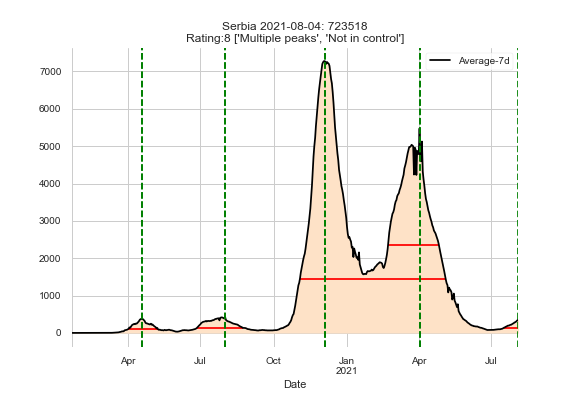 Serbia 2021-08-04: 723518
Rating:8 ['Multiple peaks', 'Not in control']
Average-7d
7000
6000
5000
4000
3000
2000
1000
0
Apr Jul Oct Jan Apr Jul
2021
Date